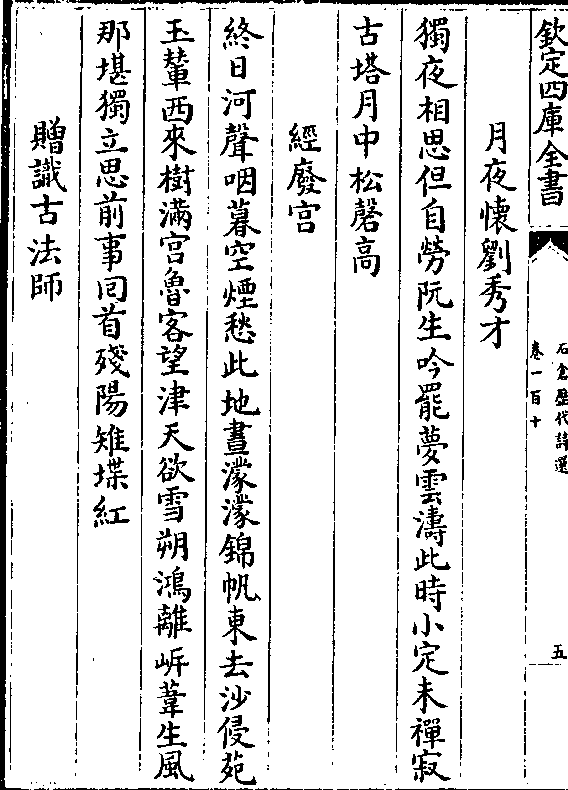 欽定四庫全書
石倉歷代詩選
卷一百十
五
月夜懷劉秀才
獨夜相思但自勞阮生吟罷夢雲濤此時小定未禪寂
古塔月中松磬高
經廢宫
終日河聲咽暮空煙愁此地晝濛濛錦帆東去沙侵苑
玉輦西來樹滿宫魯客望津天欲雪朔鴻離岸葦生風
那堪獨立思前事回首殘陽雉堞紅
贈識古法師